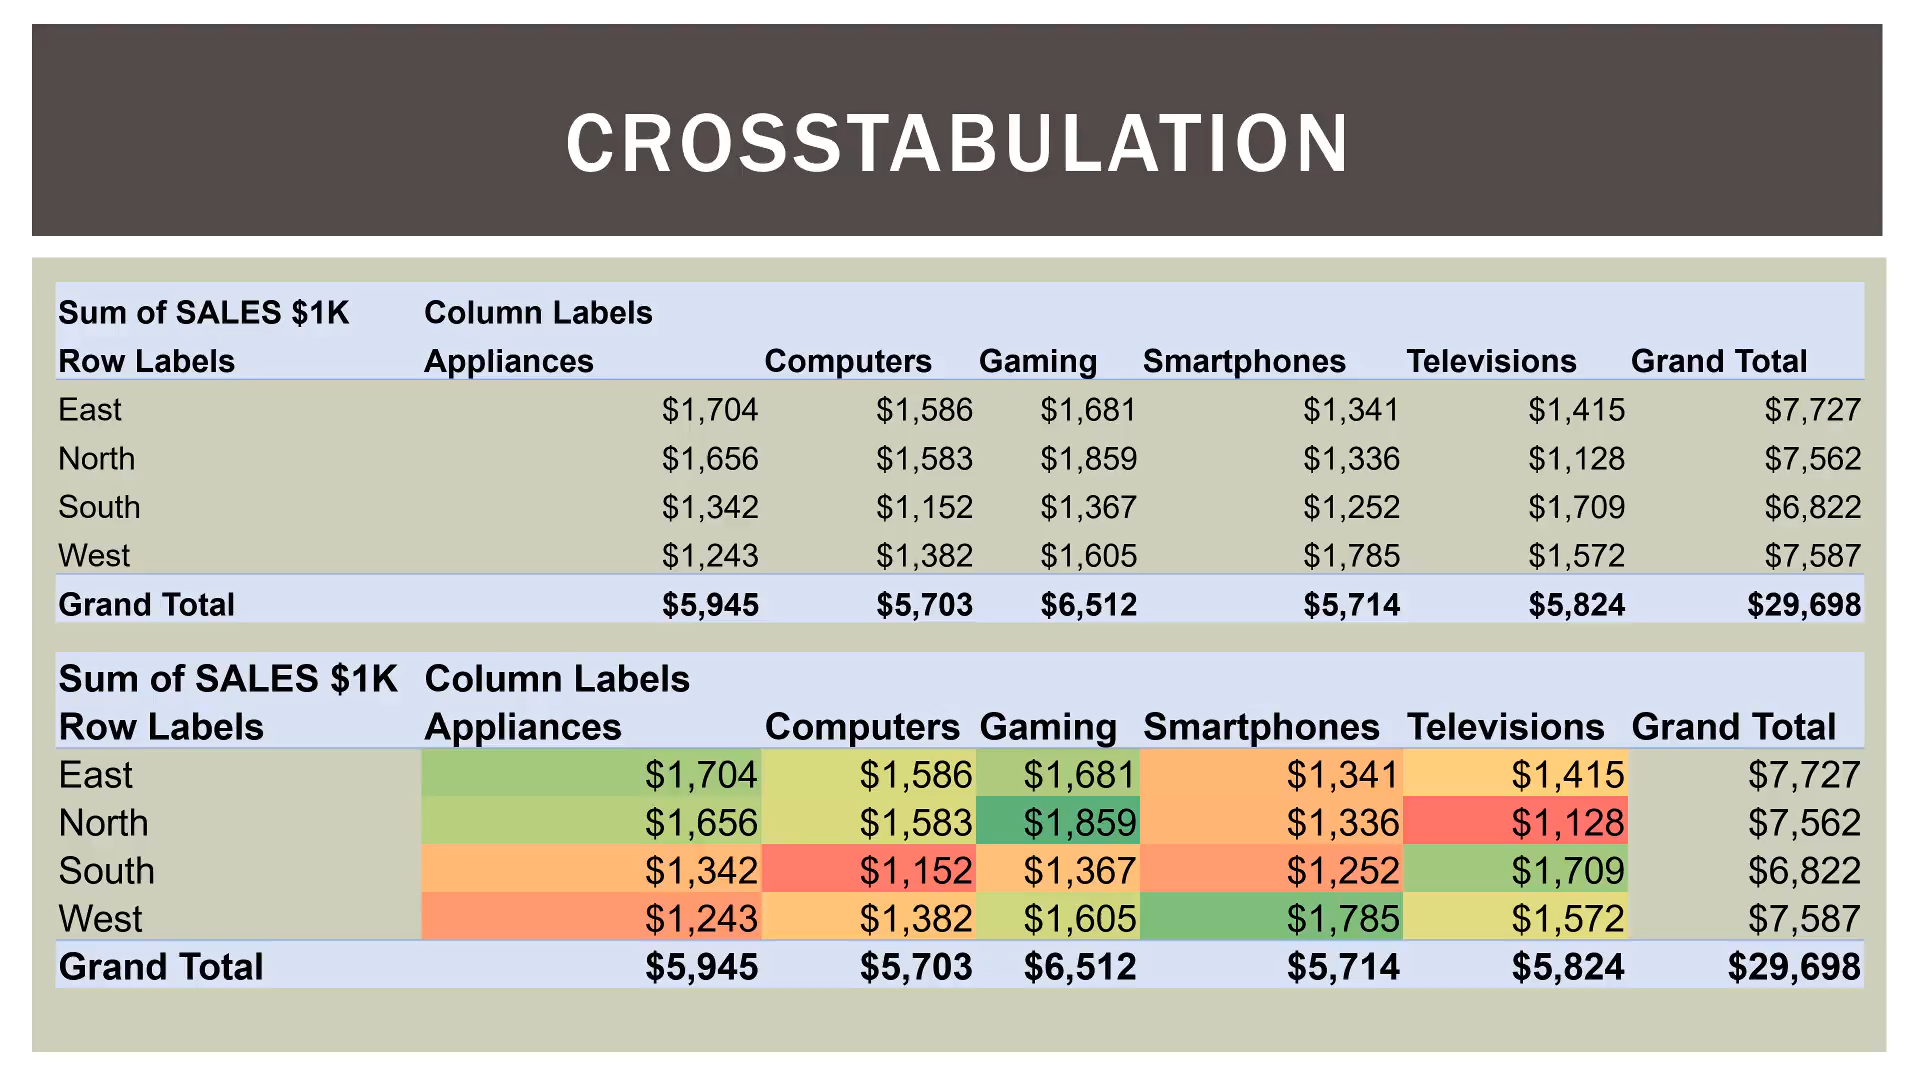 CROSSTABULATION
Sum of SALES $1K Column Labels
Row Labels Appliances Computers Gaming Smartphones Televisions Grand Total
East $1,704 $1,586 $1,681 $1,341 $1,415 $7,727
North $1,656 $1,583 $1,859 $1,336 $1,128 $7,562
South $1,342 $1,152 $1,367 $1,252 $1,709 $6,822
West $1,243 $1,382 $1,605 $1,785 $1,572 $7,587
Grand Total $5,945 $5,703 $6,512 $5,714 $5,824 $29,698
Sum of SALES $1K Column Labels
Row Labels Appliances Computers Gaming Smartphones Televisions Grand Total
East $1,704 $1,586 $1,681 $1,341 $1,415 $7,727
North $1,656 $1,583 $1,859 $1,336 $1,128 $7,562
South $1,342 $1,152 $1,367 $1,252 $1,709 $6,822
West $1,243 $1,382 $1,605 $1,785 $1,572 $7,587
Grand Total $5,945 $5,703 $6,512 $5,714 $5,824 $29,698